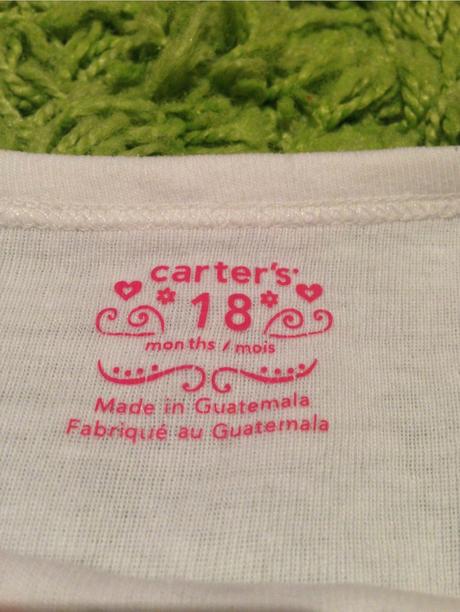 carter's
18
months / mois
Made in Guatemala
Fabriqué au Guatemala